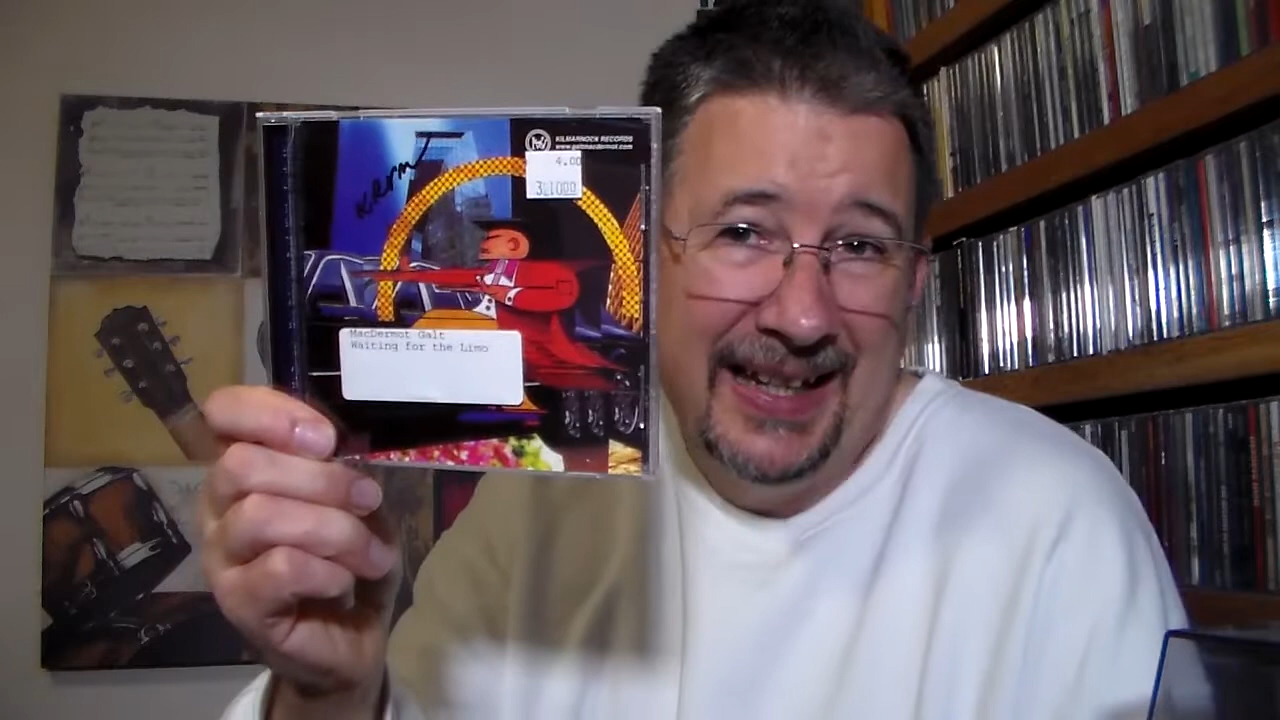 KILMARNOCK RECORDS
www.galtmacdermot.com
4.00
MacDermot Galt
Waiting for the Limo